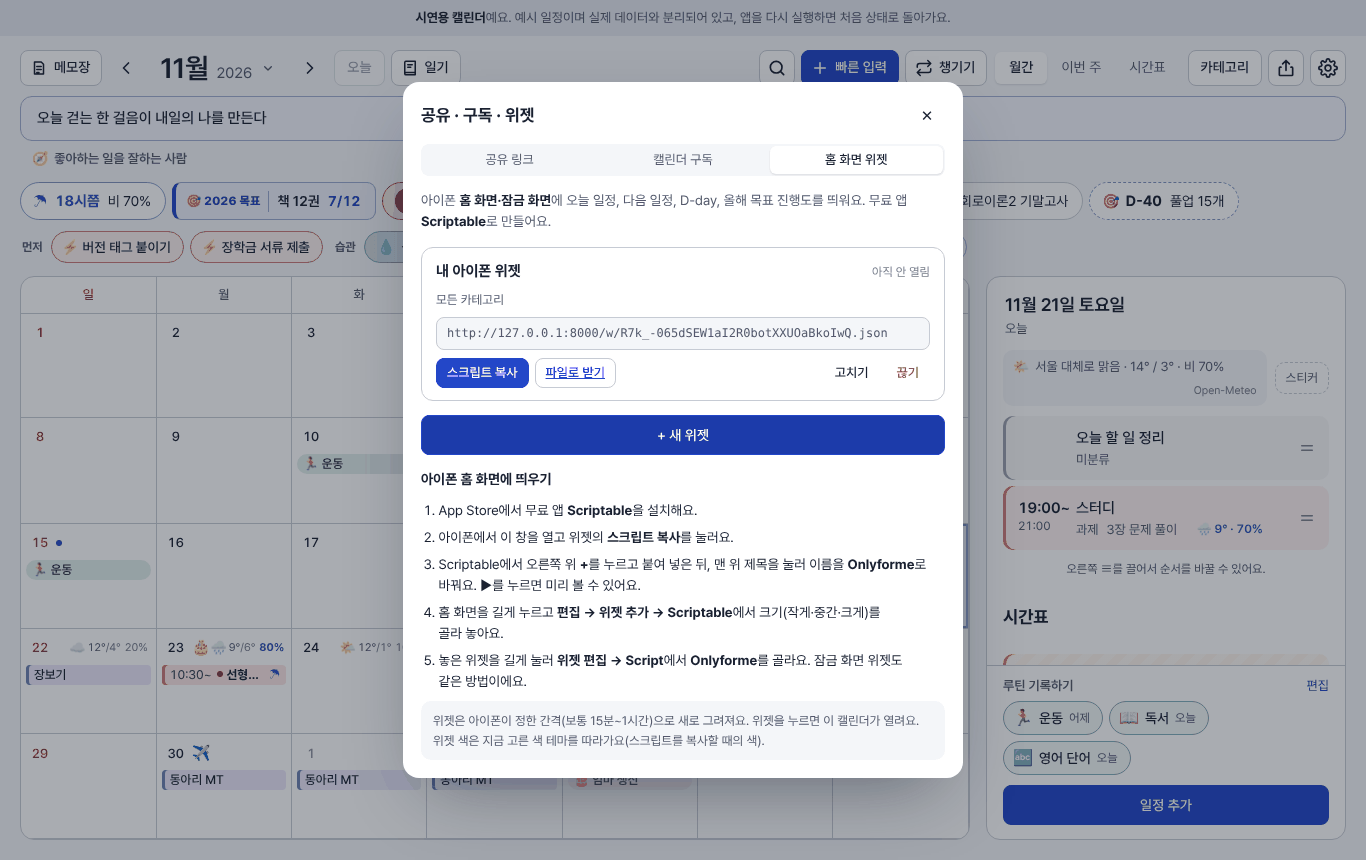 시연용 캘린더예요. 예시 일정이며 실제 데이터와 분리되어 있고, 앱을 다시 실행하면 처음 상태로 돌아가요.
메모장
11월 2026
오늘
일기
+ 빠른 입력
챙기기
월간
이번 주
시간표
카테고리
오늘 걷는 한 걸음이 내일의 나를 만든다
좋아하는 일을 잘하는 사람
18시쯤 비 70%
2026 목표 책 12권 7/12
회로이론2 기말고사
D-40 풀업 15개
먼저
버전 태그 붙이기
장학금 서류 제출
습관
일 월 화
1 2 3
8 9 10
운동
15 16 17
운동
22 12°/4° 20%
장보기
23 9°/6° 80%
10:30~ 선형...
24 12°/1°
29 30 1
동아리 MT
동아리 MT
동아리 MT
엄마 생신
공유 · 구독 · 위젯
×
공유 링크
캘린더 구독
홈 화면 위젯
아이폰 홈 화면·잠금 화면에 오늘 일정, 다음 일정, D-day, 올해 목표 진행도를 띄워요. 무료 앱
Scriptable로 만들어요.
내 아이폰 위젯
아직 안 열림
모든 카테고리
http://127.0.0.1:8000/w/R7k_-065dSEW1aI2R0botXXUOaBkoIwQ.json
스크립트 복사
파일로 받기
고치기
끊기
+ 새 위젯
아이폰 홈 화면에 띄우기
1. App Store에서 무료 앱 Scriptable을 설치해요.
2. 아이폰에서 이 창을 열고 위젯의 스크립트 복사를 눌러요.
3. Scriptable에서 오른쪽 위 +를 누르고 붙여 넣은 뒤, 맨 위 제목을 눌러 이름을 Onlyforme로
바꿔요. ▶를 누르면 미리 볼 수 있어요.
4. 홈 화면을 길게 누르고 편집 → 위젯 추가 → Scriptable에서 크기(작게·중간·크게)를
골라 놓아요.
5. 놓은 위젯을 길게 눌러 위젯 편집 → Script에서 Onlyforme를 골라요. 잠금 화면 위젯도
같은 방법이에요.
위젯은 아이폰이 정한 간격(보통 15분~1시간)으로 새로 그려져요. 위젯을 누르면 이 캘린더가 열려요.
위젯 색은 지금 고른 색 테마를 따라가요(스크립트를 복사할 때의 색).
11월 21일 토요일
오늘
서울 대체로 맑음 · 14° / 3° · 비 70%
Open-Meteo
스티커
오늘 할 일 정리
미분류
19:00~ 스터디
21:00 과제 3장 문제 풀이 9° · 70%
오른쪽 ≡를 끌어서 순서를 바꿀 수 있어요.
시간표
루틴 기록하기
편집
운동 어제
독서 오늘
abc 영어 단어 오늘
일정 추가